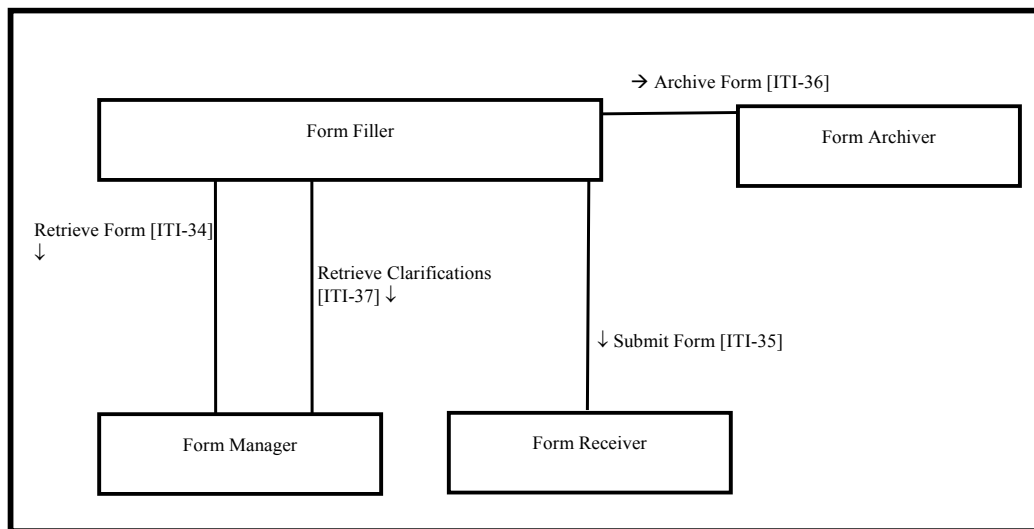 → Archive Form [ITI-36]
Form Filler
Form Archiver
Retrieve Form [ITI-34]
↓
Retrieve Clarifications
[ITI-37] ↓
↓ Submit Form [ITI-35]
Form Manager
Form Receiver